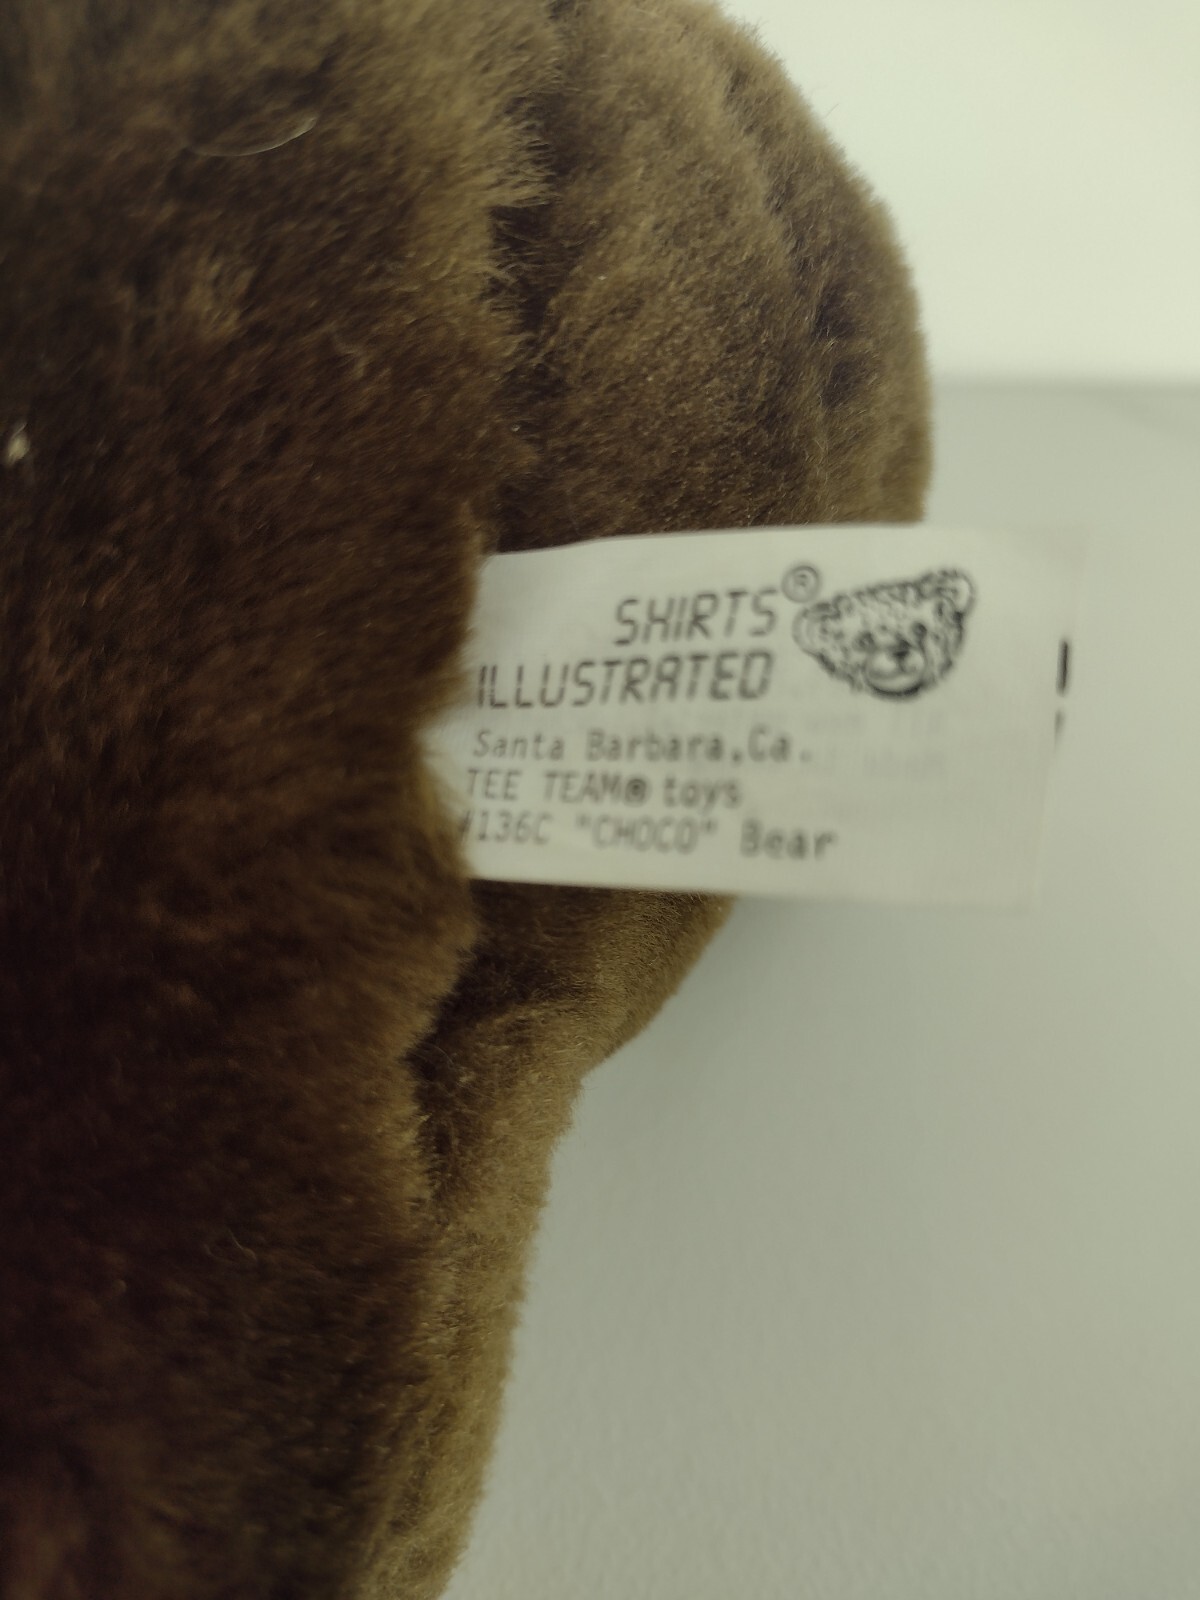 SHIRTS®
ILLUSTRATED
Santa Barbara,Ca.
TEE TEAM® toys
#136C "CHOCO" Bear